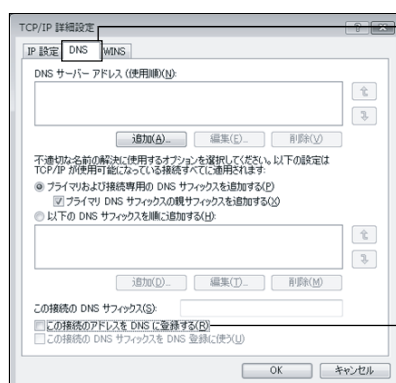 TCP/IP 詳細設定
IP 設定 DNS WINS
DNS サーバー アドレス (使用順)(N):
追加(A)... 編集(E)... 削除(V)
不適切な名前の解決に使用するオプションを選択してください。以下の設定は
TCP/IP が使用可能になっている接続すべてに適用されます:
プライマリおよび接続専用の DNS サフィックスを追加する(P)
プライマリ DNS サフィックスの親サフィックスを追加する(X)
以下の DNS サフィックスを順に追加する(H):
追加(D)... 編集(T)... 削除(M)
この接続の DNS サフィックス(S):
この接続のアドレスを DNS に登録する(R)
この接続の DNS サフィックスを DNS 登録に使う(U)
OK キャンセル